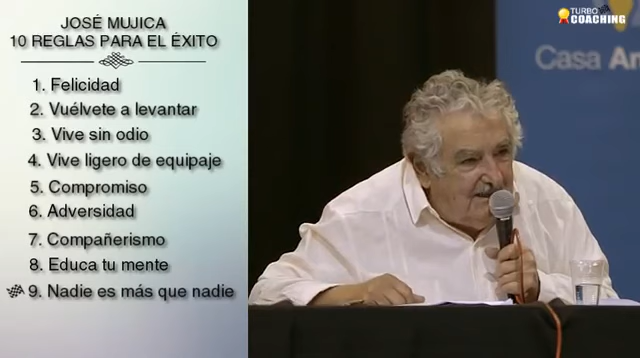 JOSÉ MUJICA
10 REGLAS PARA EL ÉXITO
1. Felicidad
2. Vuélvete a levantar
3. Vive sin odio
4. Vive ligero de equipaje
5. Compromiso
6. Adversidad
7. Compañerismo
8. Educa tu mente
9. Nadie es más que nadie
TURBO
COACHING
Casa